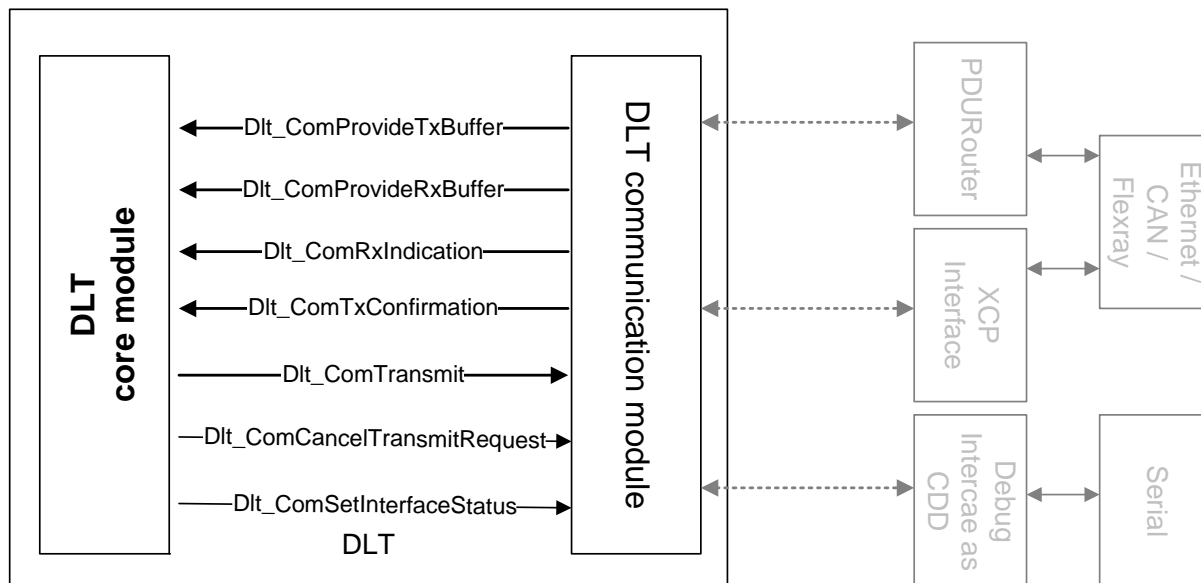 DLT
core module
Dlt_ComProvideTxBuffer
Dlt_ComProvideRxBuffer
Dlt_ComRxIndication
Dlt_ComTxConfirmation
Dlt_ComTransmit
Dlt_ComCancelTransmitRequest
Dlt_ComSetInterfaceStatus
DLT
DLT communication module
PDURouter
XCP
Interface
Debug
Intercae as
CDD
Ethernet /
CAN /
Flexray
Serial